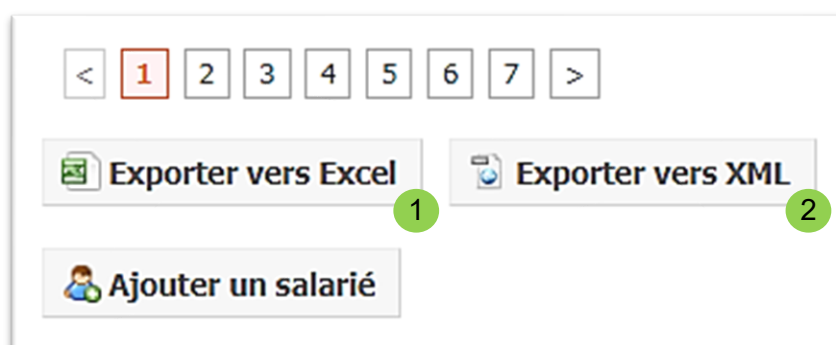 < 1 2 3 4 5 6 7 >
Exporter vers Excel 1 Exporter vers XML 2
Ajouter un salarié